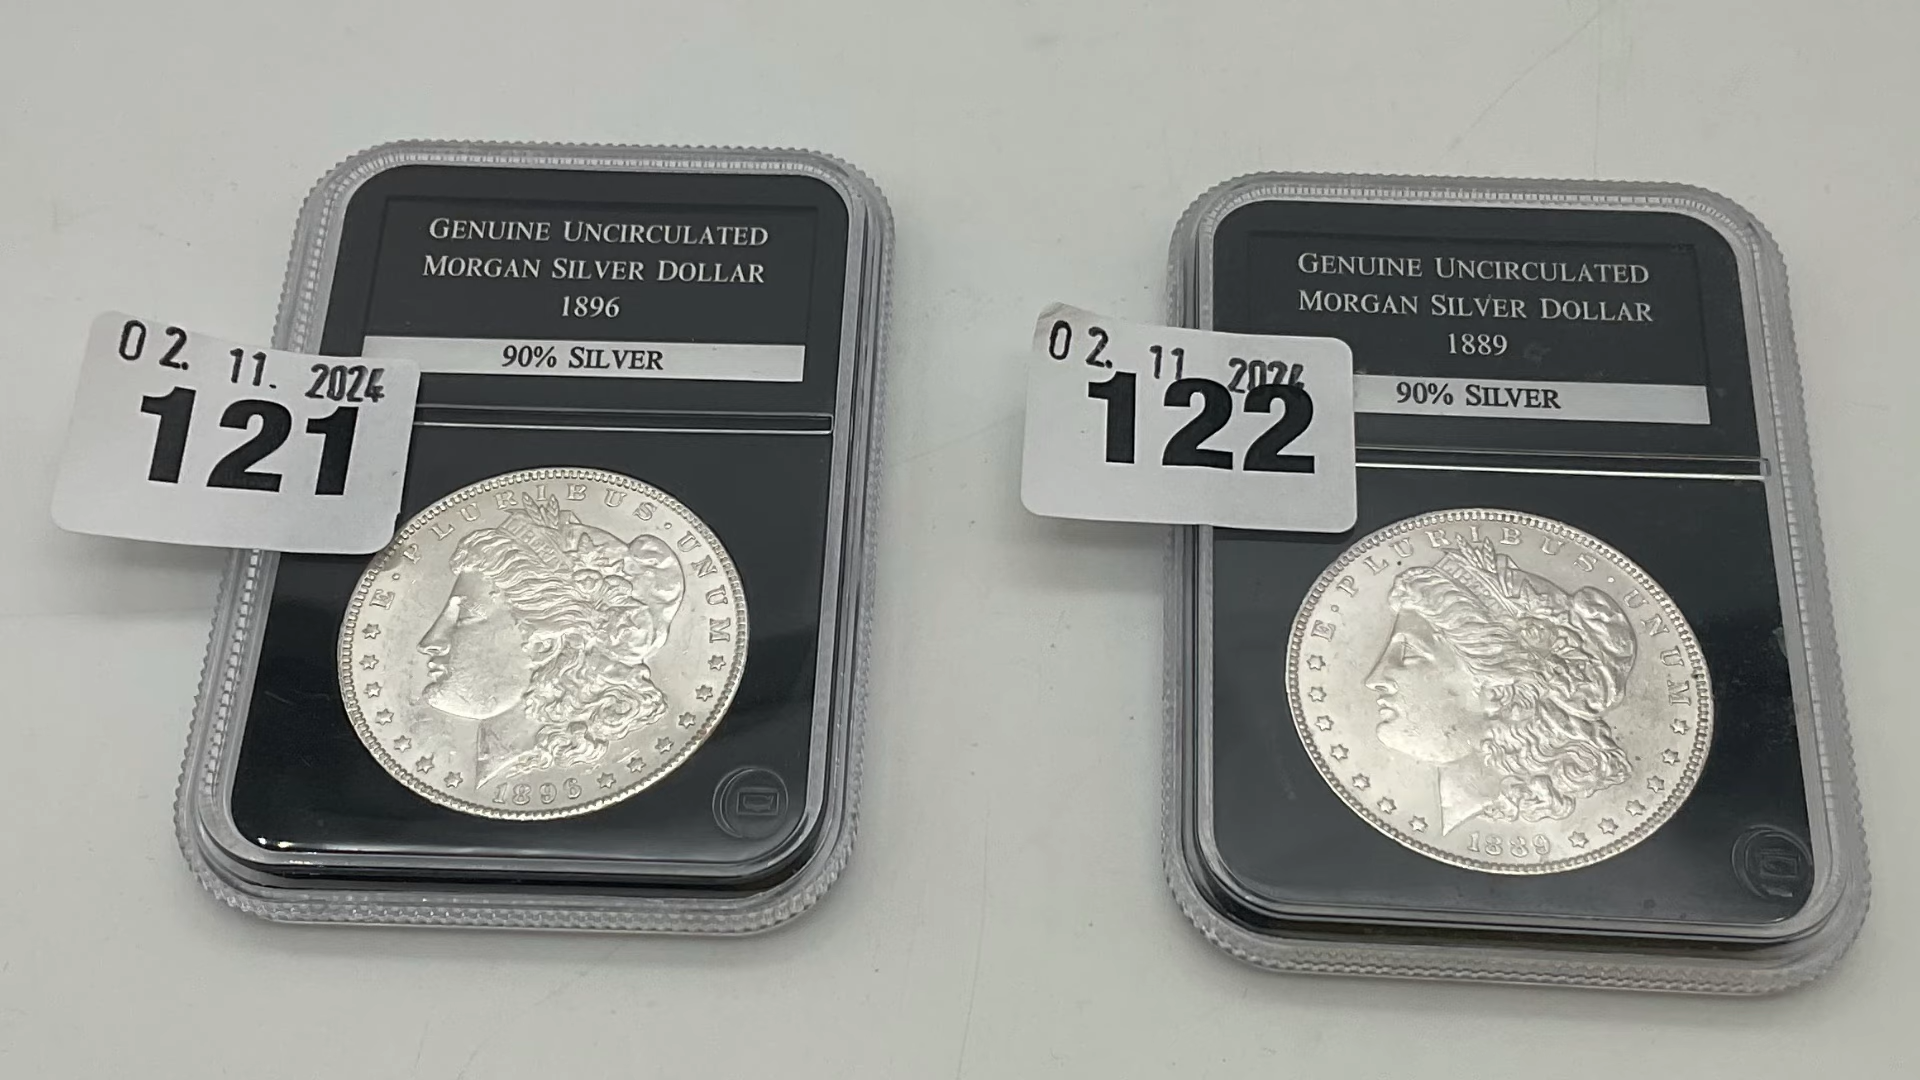 GENUINE UNCIRCULATED
MORGAN SILVER DOLLAR
1896
90% SILVER
02. 11. 2024
121
E·PLURIBUS·UNUM
LIBERTY
1896
GENUINE UNCIRCULATED
MORGAN SILVER DOLLAR
1889
90% SILVER
02. 11 2024
122
E·PLURIBUS·UNUM
LIBERTY
1889